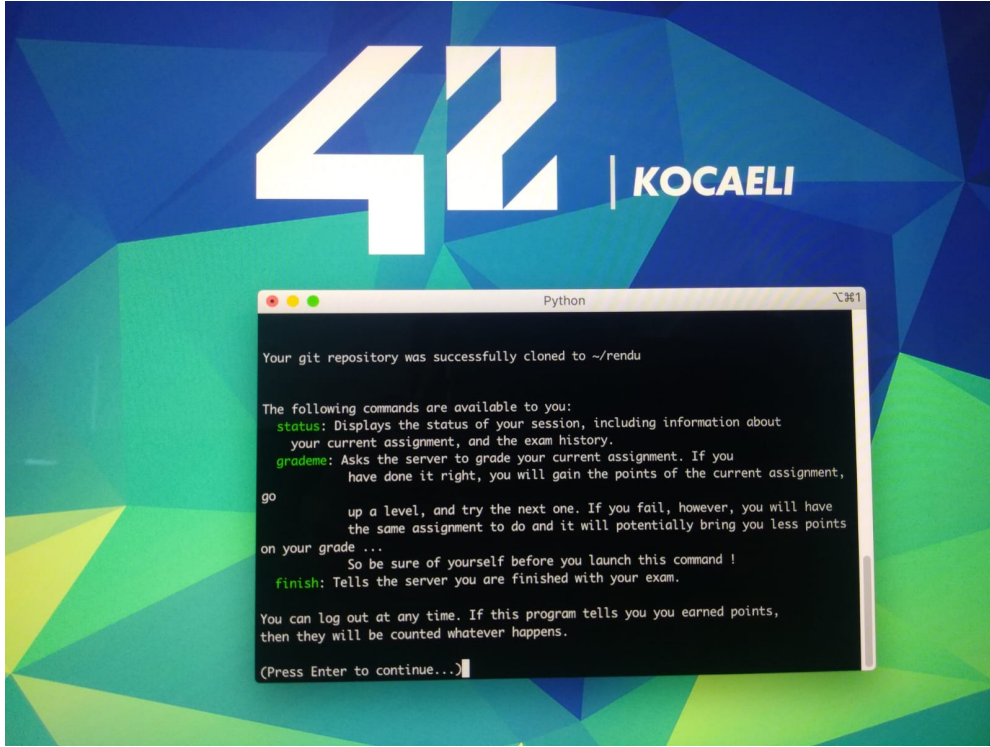 42 | KOCAELI
Python
⌥⌘1
Your git repository was successfully cloned to ~/rendu
The following commands are available to you:
status: Displays the status of your session, including information about
your current assignment, and the exam history.
grademe: Asks the server to grade your current assignment. If you
have done it right, you will gain the points of the current assignment,
go
up a level, and try the next one. If you fail, however, you will have
the same assignment to do and it will potentially bring you less points
on your grade ...
So be sure of yourself before you launch this command !
finish: Tells the server you are finished with your exam.
You can log out at any time. If this program tells you you earned points,
then they will be counted whatever happens.
(Press Enter to continue...)